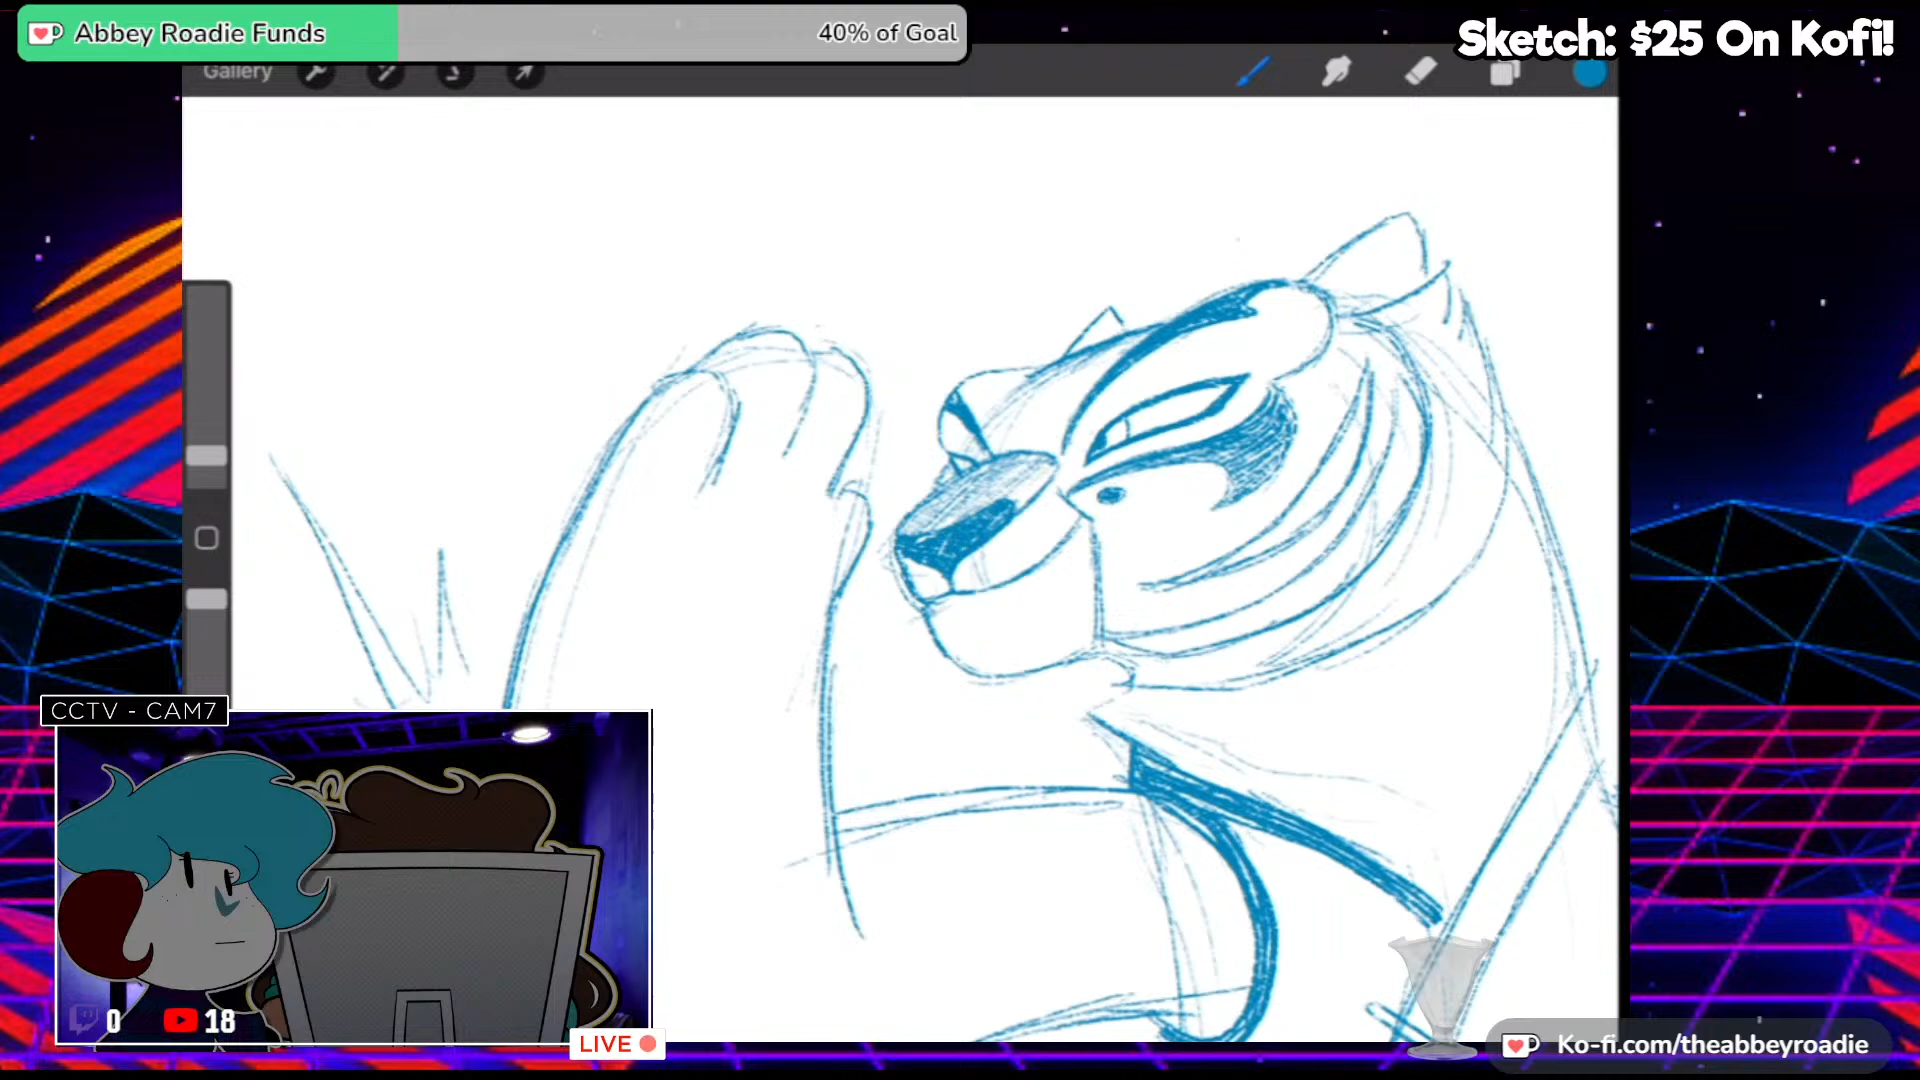 Abbey Roadie Funds
40% of Goal
Sketch: $25 On Kofi!
Gallery
CCTV - CAM7
0
18
LIVE
Ko-fi.com/theabbeyroadie